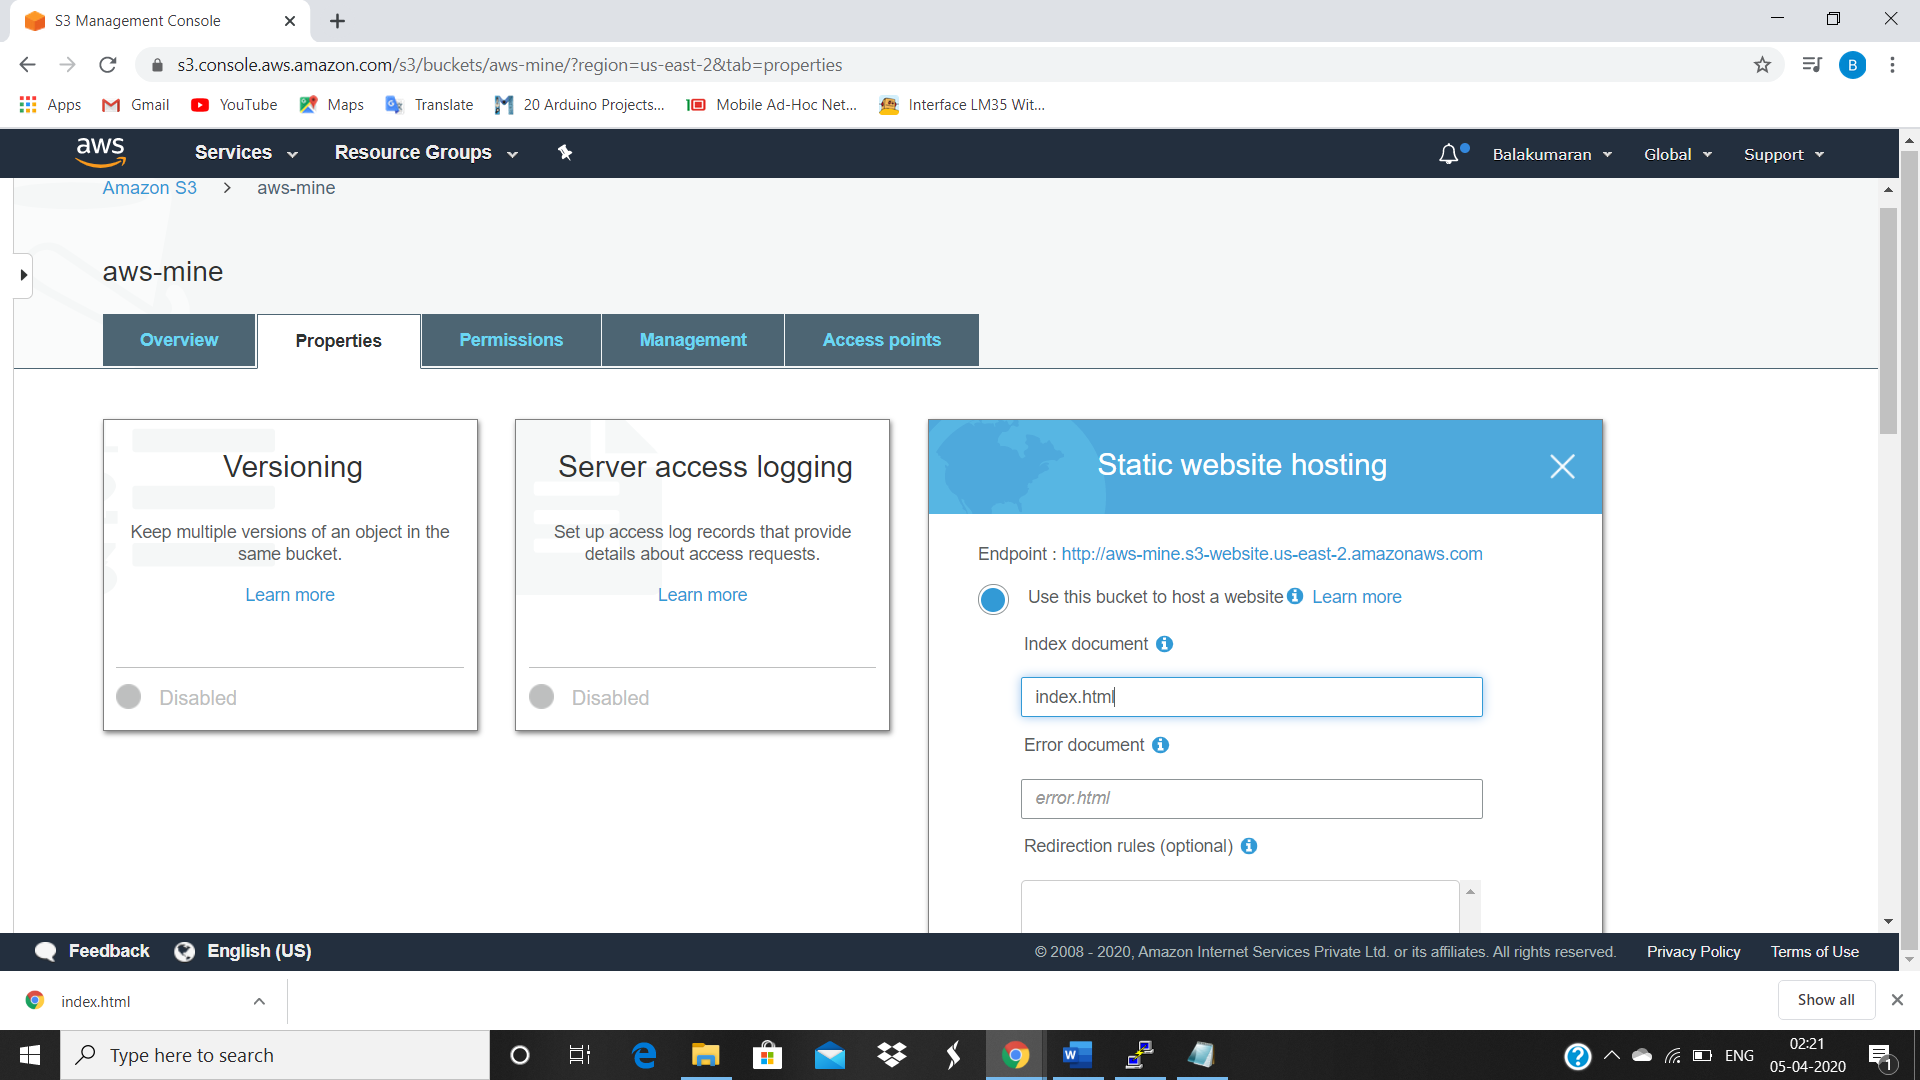 S3 Management Console
s3.console.aws.amazon.com/s3/buckets/aws-mine/?region=us-east-2&tab=properties
B
Apps Gmail YouTube Maps Translate 20 Arduino Projects... Mobile Ad-Hoc Net... Interface LM35 Wit...
aws Services Resource Groups Balakumaran Global Support
Amazon S3 > aws-mine
aws-mine
Overview Properties Permissions Management Access points
Versioning
Keep multiple versions of an object in the
same bucket.
Learn more
Disabled
Server access logging
Set up access log records that provide
details about access requests.
Learn more
Disabled
Static website hosting
Endpoint : http://aws-mine.s3-website.us-east-2.amazonaws.com
Use this bucket to host a website Learn more
Index document
index.html
Error document
error.html
Redirection rules (optional)
Feedback English (US) © 2008 - 2020, Amazon Internet Services Private Ltd. or its affiliates. All rights reserved. Privacy Policy Terms of Use
index.html Show all
Type here to search
ENG
02:21
05-04-2020
1